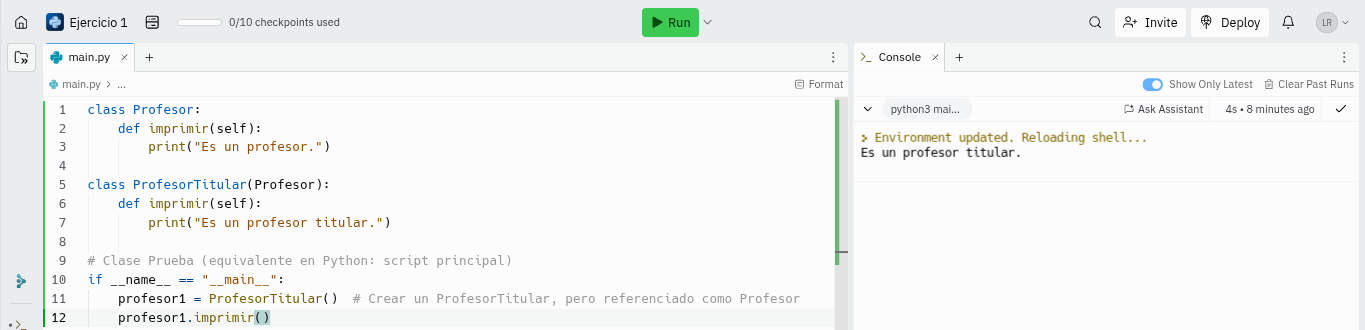 Ejercicio 1
0/10 checkpoints used
Run
Invite
Deploy
LR
main.py
Console
main.py > ...
Format
Show Only Latest
Clear Past Runs
1 class Profesor:
2 def imprimir(self):
3 print("Es un profesor.")
4
5 class ProfesorTitular(Profesor):
6 def imprimir(self):
7 print("Es un profesor titular.")
8
9 # Clase Prueba (equivalente en Python: script principal)
10 if __name__ == "__main__":
11 profesor1 = ProfesorTitular()  # Crear un ProfesorTitular, pero referenciado como Profesor
12 profesor1.imprimir()
python3 mai...
Ask Assistant
4s • 8 minutes ago
Environment updated. Reloading shell...
Es un profesor titular.